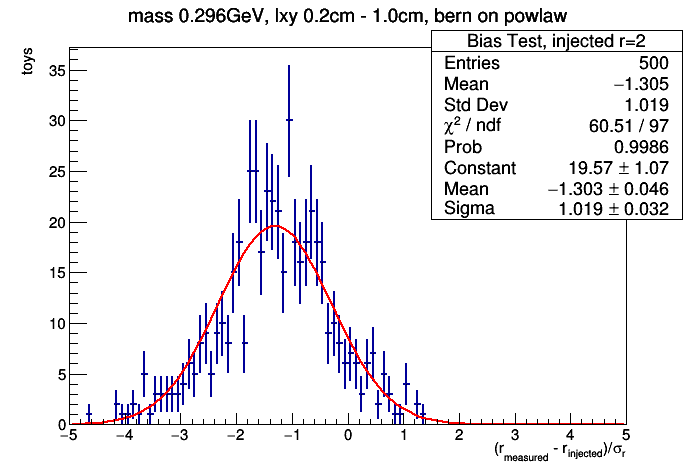 mass 0.296GeV, lxy 0.2cm - 1.0cm, bern on powlaw
toys
Bias Test, injected r=2
Entries 500
Mean −1.305
Std Dev 1.019
χ² / ndf 60.51 / 97
Prob 0.9986
Constant 19.57 ± 1.07
Mean −1.303 ± 0.046
Sigma 1.019 ± 0.032
35
30
25
20
15
10
5
0
−5 −4 −3 −2 −1 0 1 2 3 4 5
(r_measured - r_injected)/σ_r